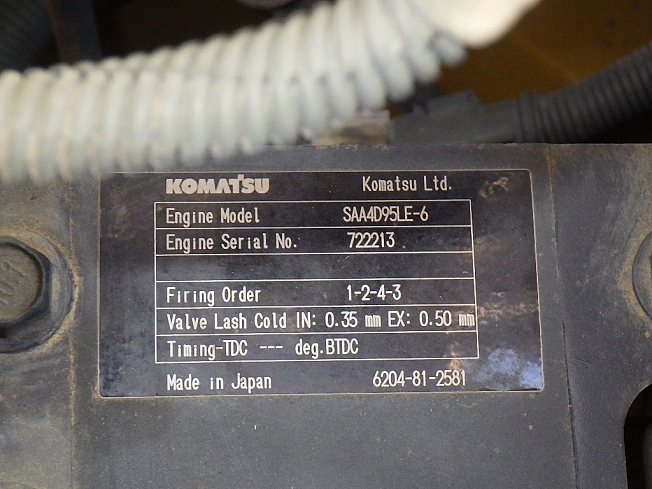 KOMATSU Komatsu Ltd.
Engine Model SAA4D95LE-6
Engine Serial No. 722213
Firing Order 1-2-4-3
Valve Lash Cold IN: 0.35 mm EX: 0.50 mm
Timing-TDC --- deg.BTDC
Made in Japan 6204-81-2581